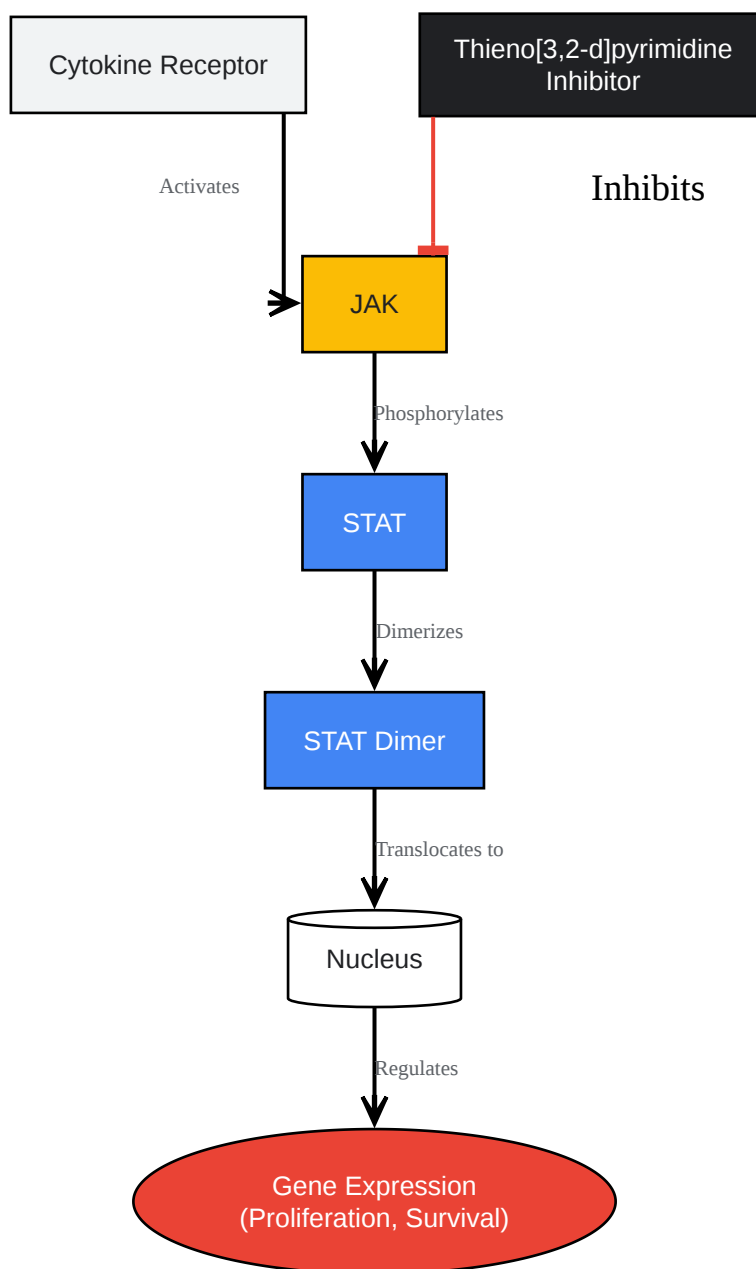 Cytokine Receptor
Thieno[3,2-d]pyrimidine
Inhibitor
Activates
Inhibits
JAK
Phosphorylates
STAT
Dimerizes
STAT Dimer
Translocates to
Nucleus
Regulates
Gene Expression
(Proliferation, Survival)